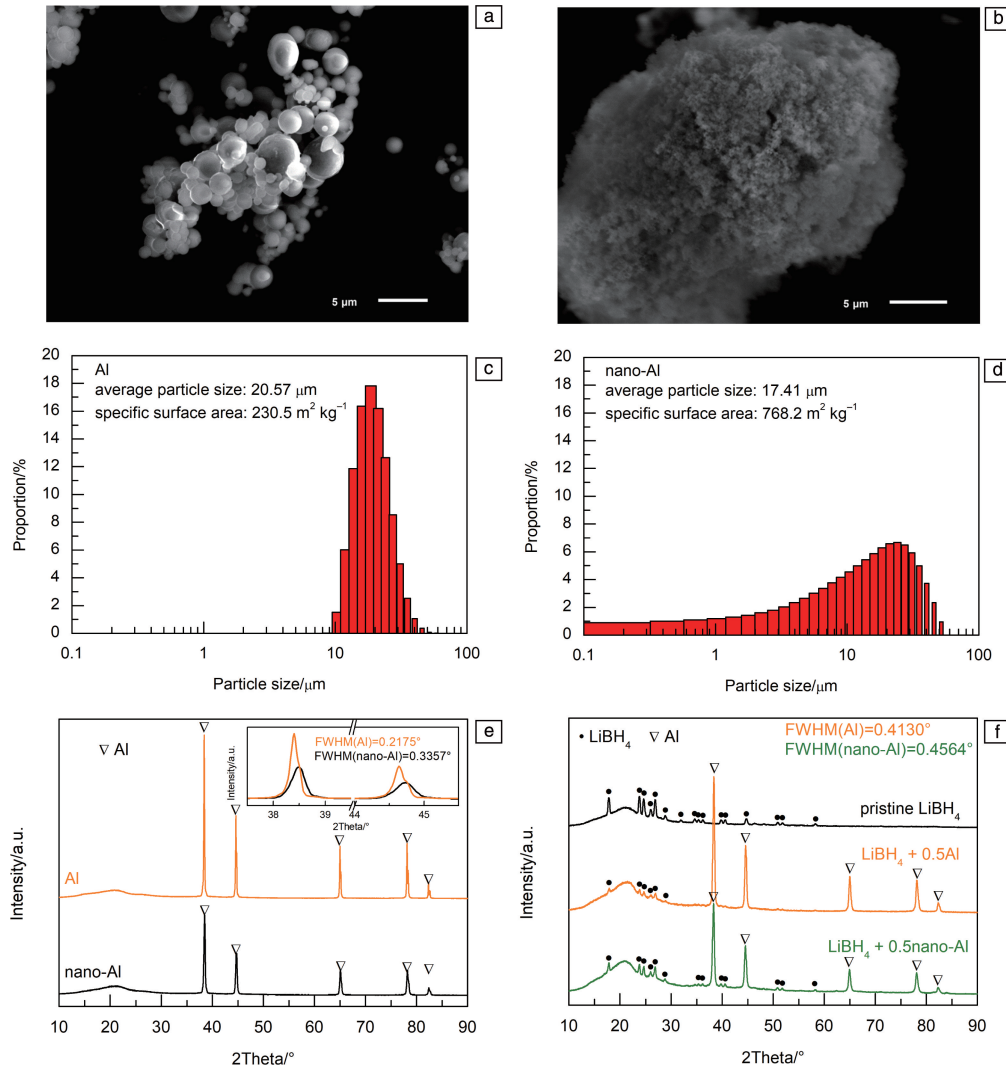 a
5 µm
b
5 µm
c
Al
average particle size: 20.57 µm
specific surface area: 230.5 m² kg⁻¹
Proportion/%
20
18
16
14
12
10
8
6
4
2
0
0.1 1 10 100
Particle size/µm
d
nano-Al
average particle size: 17.41 µm
specific surface area: 768.2 m² kg⁻¹
Proportion/%
20
18
16
14
12
10
8
6
4
2
0
0.1 1 10 100
Particle size/µm
e
▽ Al
FWHM(Al)=0.2175°
FWHM(nano-Al)=0.3357°
Intensity/a.u.
38 39 44 45
2Theta/°
Intensity/a.u.
Al
nano-Al
10 20 30 40 50 60 70 80 90
2Theta/°
f
• LiBH₄ ▽ Al
FWHM(Al)=0.4130°
FWHM(nano-Al)=0.4564°
pristine LiBH₄
LiBH₄ + 0.5Al
LiBH₄ + 0.5nano-Al
Intensity/a.u.
10 20 30 40 50 60 70 80 90
2Theta/°